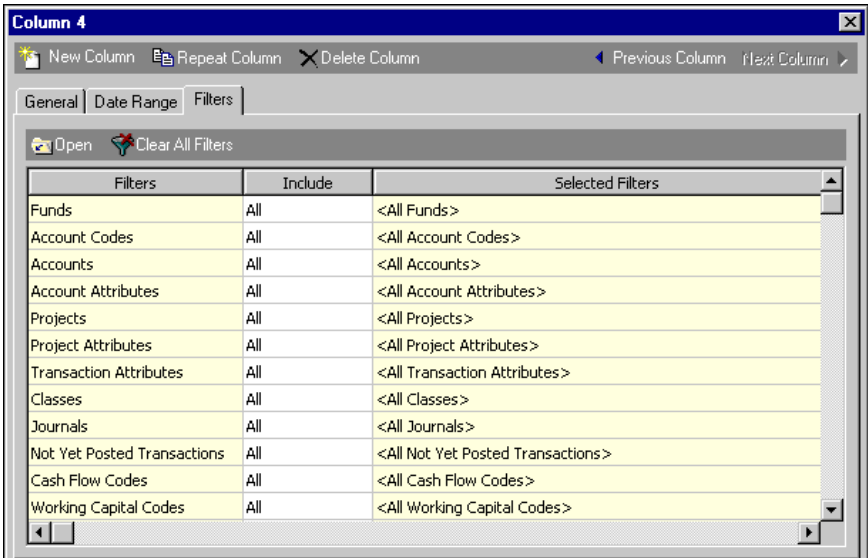 Column 4
New Column Repeat Column Delete Column Previous Column Next Column
General Date Range Filters
Open Clear All Filters
Filters Include Selected Filters
Funds All <All Funds>
Account Codes All <All Account Codes>
Accounts All <All Accounts>
Account Attributes All <All Account Attributes>
Projects All <All Projects>
Project Attributes All <All Project Attributes>
Transaction Attributes All <All Transaction Attributes>
Classes All <All Classes>
Journals All <All Journals>
Not Yet Posted Transactions All <All Not Yet Posted Transactions>
Cash Flow Codes All <All Cash Flow Codes>
Working Capital Codes All <All Working Capital Codes>